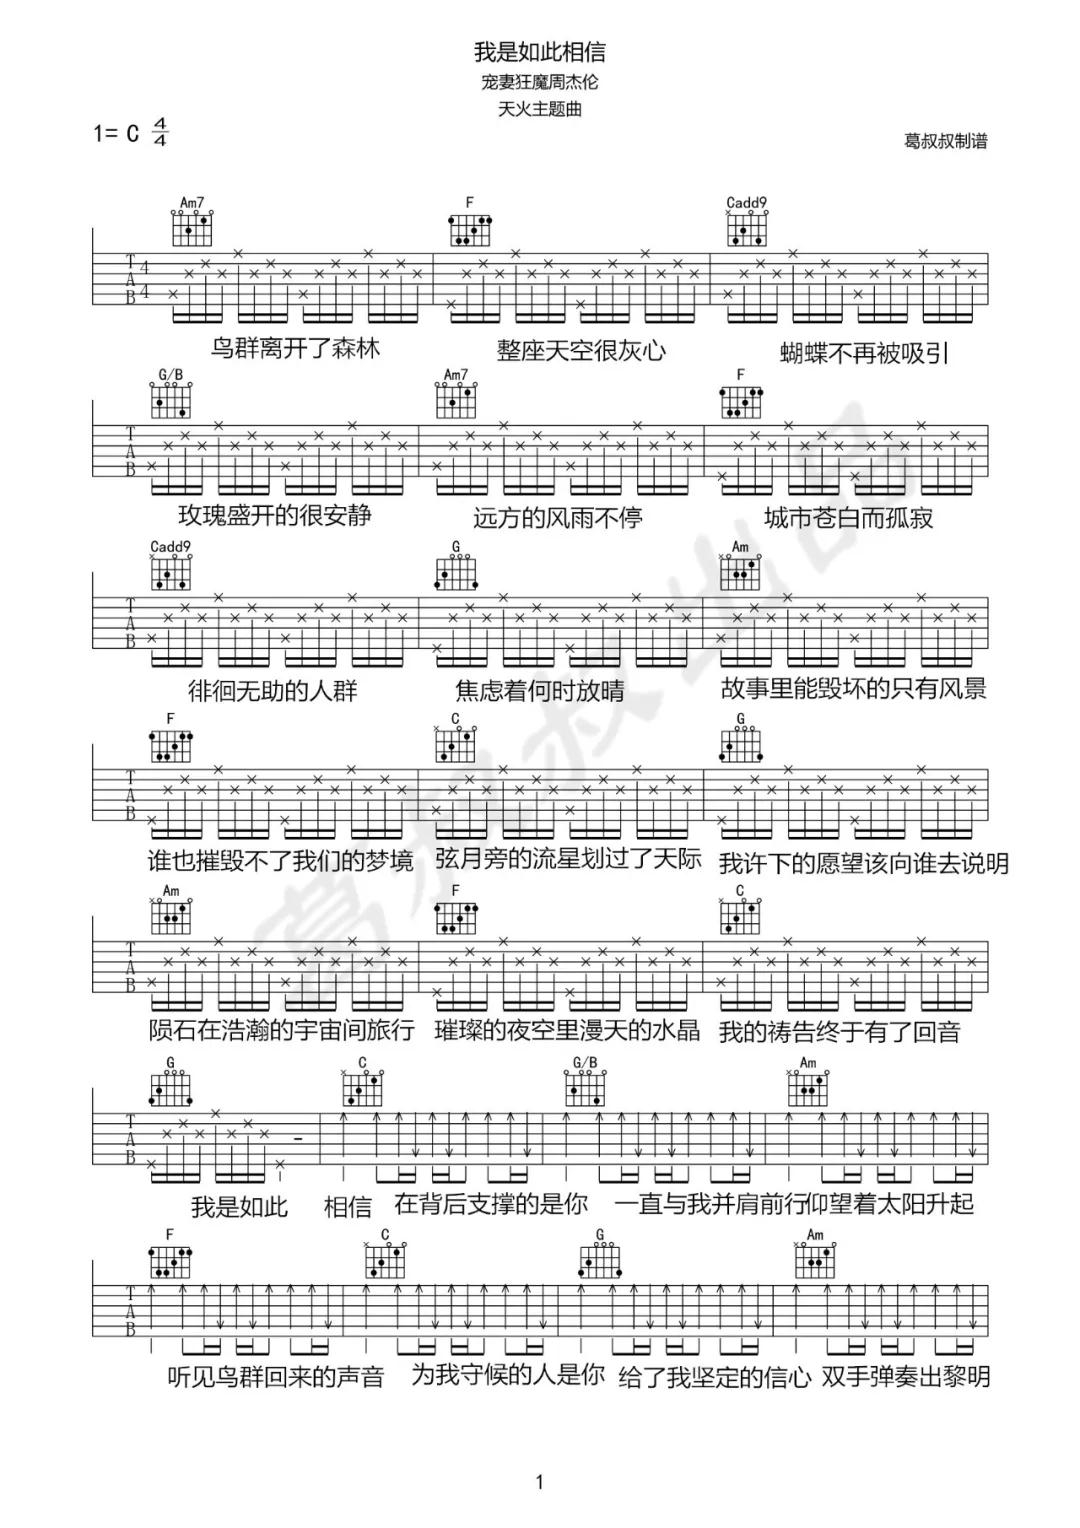 我是如此相信
宠妻狂魔周杰伦
天火主题曲
1= C 4/4
葛叔叔制谱
Am7 F Cadd9
T A B 4 4
鸟群离开了森林 整座天空很灰心 蝴蝶不再被吸引
G/B Am7 F
T A B
玫瑰盛开的很安静 远方的风雨不停 城市苍白而孤寂
Cadd9 G Am
T A B
徘徊无助的人群 焦虑着何时放晴 故事里能毁坏的只有风景
F C G
T A B
谁也摧毁不了我们的梦境 弦月旁的流星划过了天际 我许下的愿望该向谁去说明
Am F C
T A B
陨石在浩瀚的宇宙间旅行 璀璨的夜空里漫天的水晶 我的祷告终于有了回音
G C G/B Am
T A B
我是如此 相信 在背后支撑的是你 一直与我并肩前行仰望着太阳升起
F C G Am
T A B
听见鸟群回来的声音 为我守候的人是你 给了我坚定的信心 双手弹奏出黎明
葛叔叔出品
1